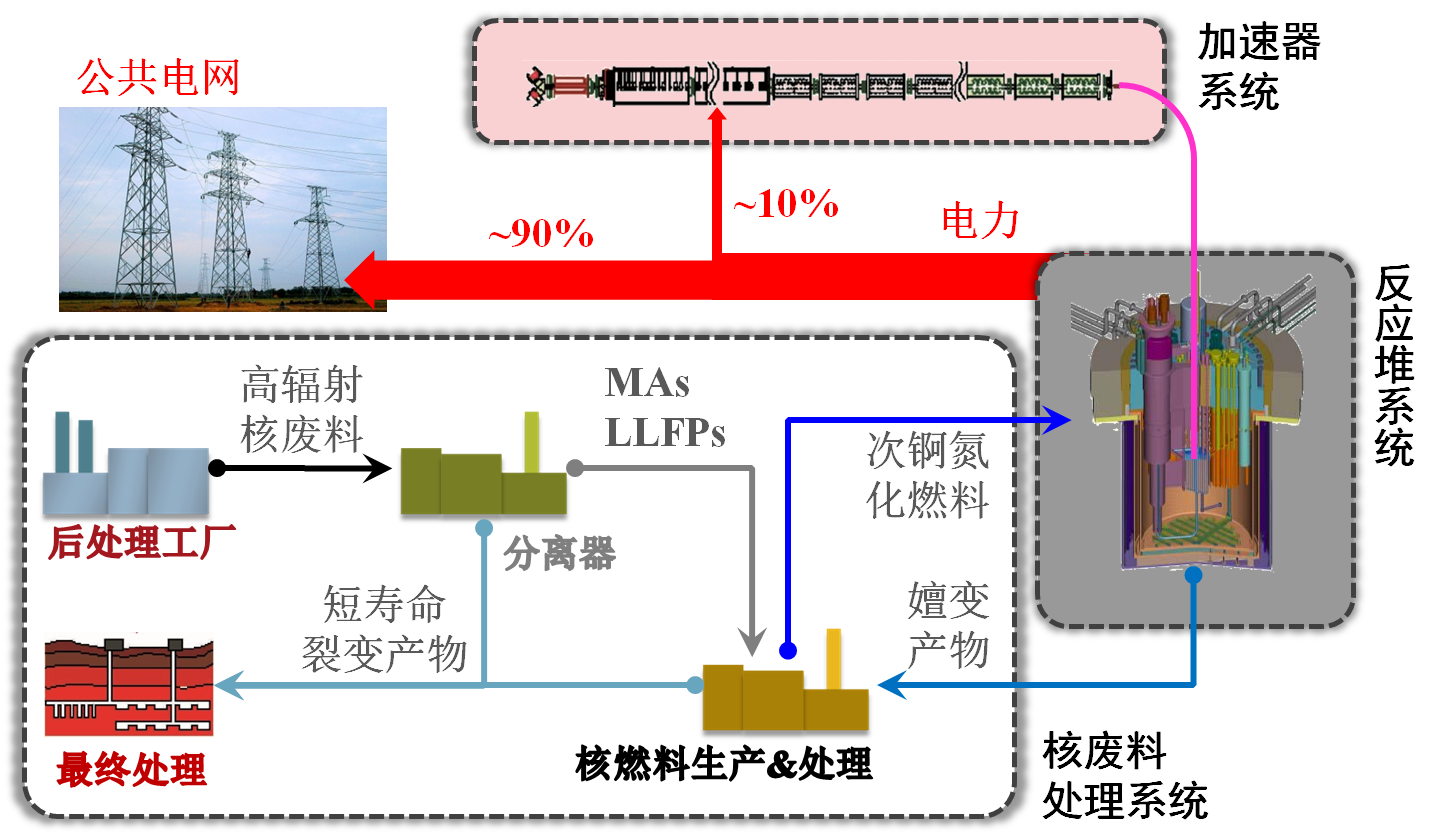 加速器
系统
公共电网
~10%
电力
~90%
反应堆系统
高辐射
核废料
MAs
LLFPs
次锕氮
化燃料
后处理工厂
分离器
短寿命
裂变产物
嬗变
产物
最终处理
核燃料生产&处理
核废料
处理系统